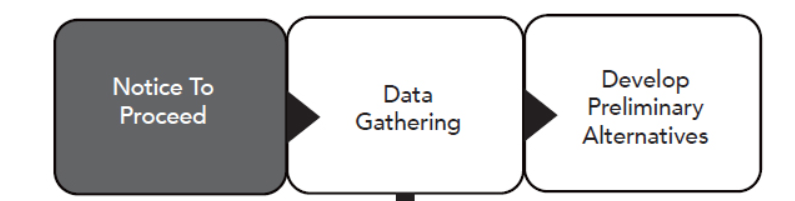 Notice To
Proceed
Data
Gathering
Develop
Preliminary
Alternatives